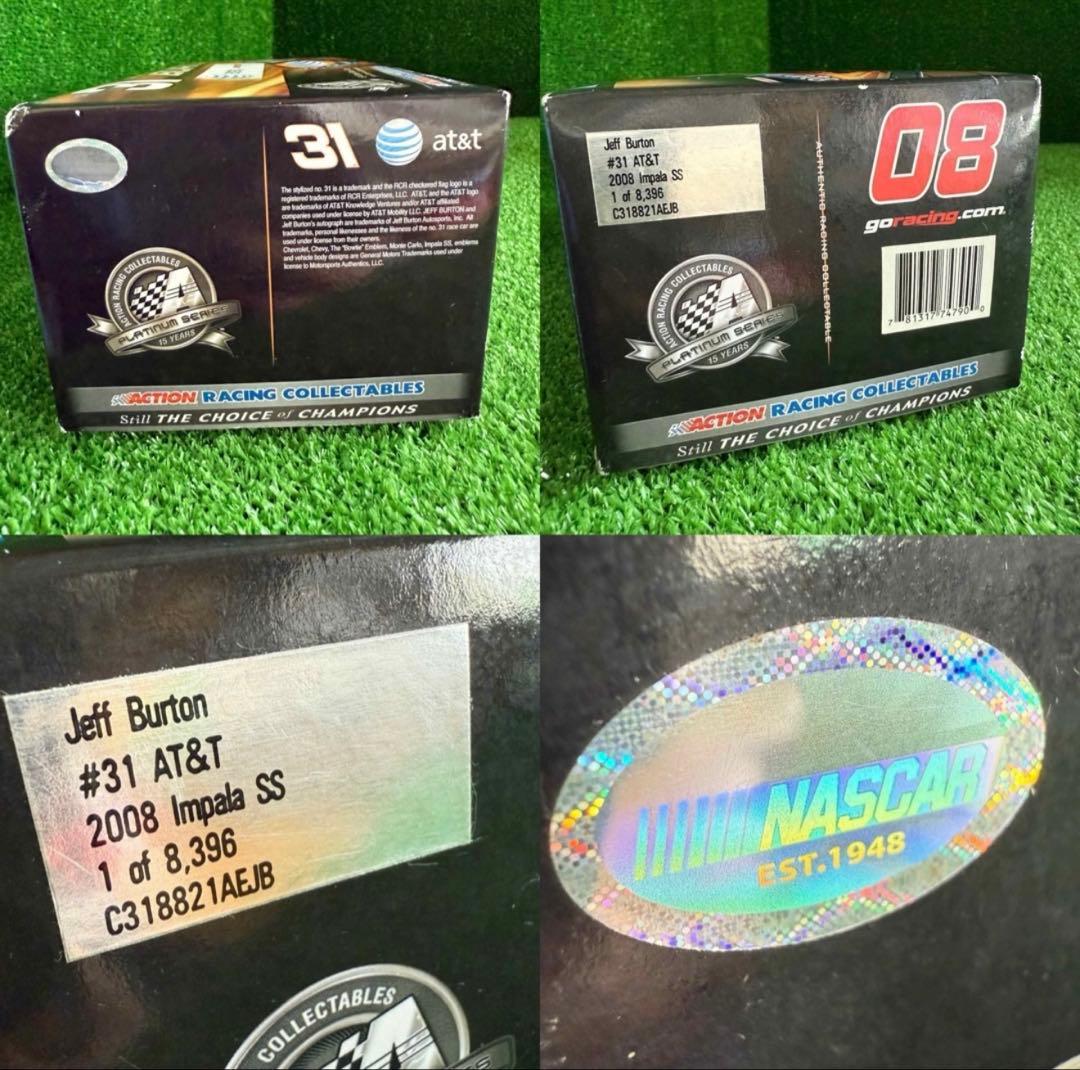 31 at&t
The stylized no. 31 is a trademark and the RCR checkered flag logo is a
registered trademarks of RCR Enterprises, LLC. AT&T, and the AT&T logo
are trademarks of AT&T Knowledge Ventures and/or AT&T affiliated
companies used under license by AT&T Mobility LLC. JEFF BURTON and
Jeff Burton's autograph are trademarks of Jeff Burton Autosports, Inc. All
trademarks, personal likenesses and the likeness of the no. 31 race car are
used under license from their owners.
Chevrolet, Chevy, The "Bowtie" Emblem, Monte Carlo, Impala SS, emblems
and vehicle body designs are General Motors Trademarks used under
license to Motorsports Authentics, LLC.
ACTION RACING COLLECTABLES
A
PLATINUM SERIES
15 YEARS
ACTION RACING COLLECTABLES
Still THE CHOICE of CHAMPIONS
Jeff Burton
#31 AT&T
2008 Impala SS
1 of 8,396
C318821AEJB
AUTHENTIC RACING COLLECTABLE
08
goracing.com
7 81317 74790 0
ACTION RACING COLLECTABLES
A
PLATINUM SERIES
15 YEARS
ACTION RACING COLLECTABLES
Still THE CHOICE of CHAMPIONS
Jeff Burton
#31 AT&T
2008 Impala SS
1 of 8,396
C318821AEJB
COLLECTABLES
NASCAR
EST.1948